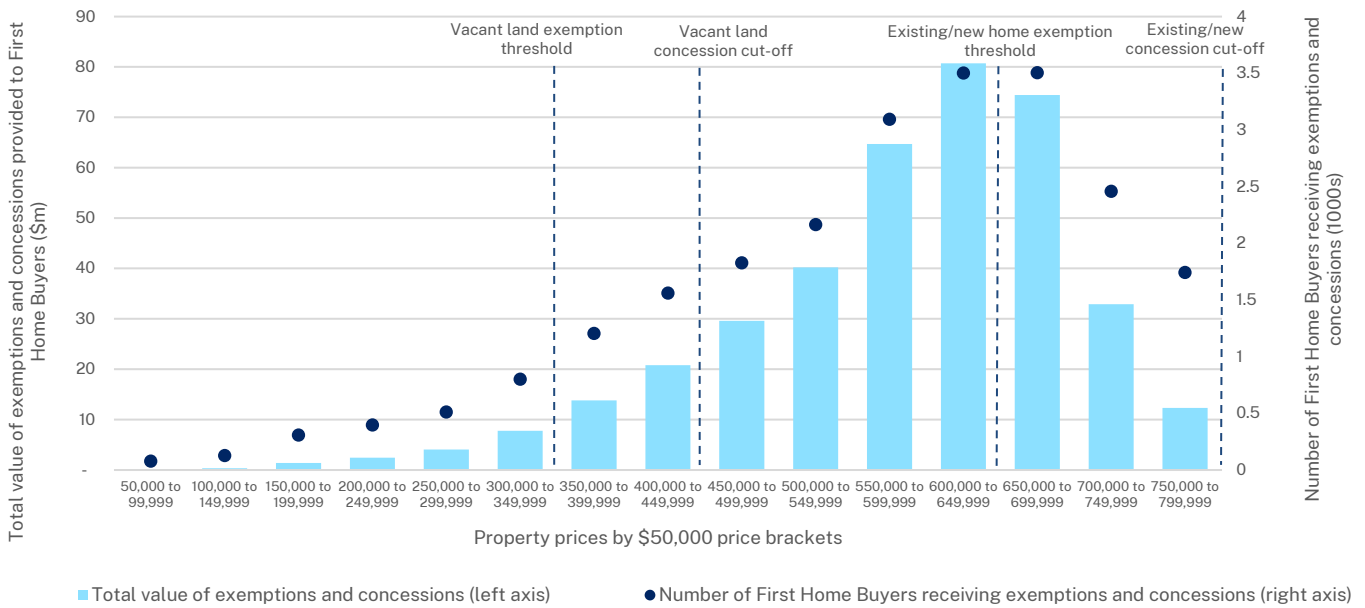 Total value of exemptions and concessions provided to First
Home Buyers ($m)
90
80
70
60
50
40
30
20
10
-
Vacant land exemption
threshold
Vacant land
concession cut-off
Existing/new home exemption
threshold
Existing/new
concession cut-off
4
3.5
3
2.5
2
1.5
1
0.5
0
Number of First Home Buyers receiving exemptions and
concessions (1000s)
50,000 to
99,999
100,000 to
149,999
150,000 to
199,999
200,000 to
249,999
250,000 to
299,999
300,000 to
349,999
350,000 to
399,999
400,000 to
449,999
450,000 to
499,999
500,000 to
549,999
550,000 to
599,999
600,000 to
649,999
650,000 to
699,999
700,000 to
749,999
750,000 to
799,999
Property prices by $50,000 price brackets
Total value of exemptions and concessions (left axis)
Number of First Home Buyers receiving exemptions and concessions (right axis)